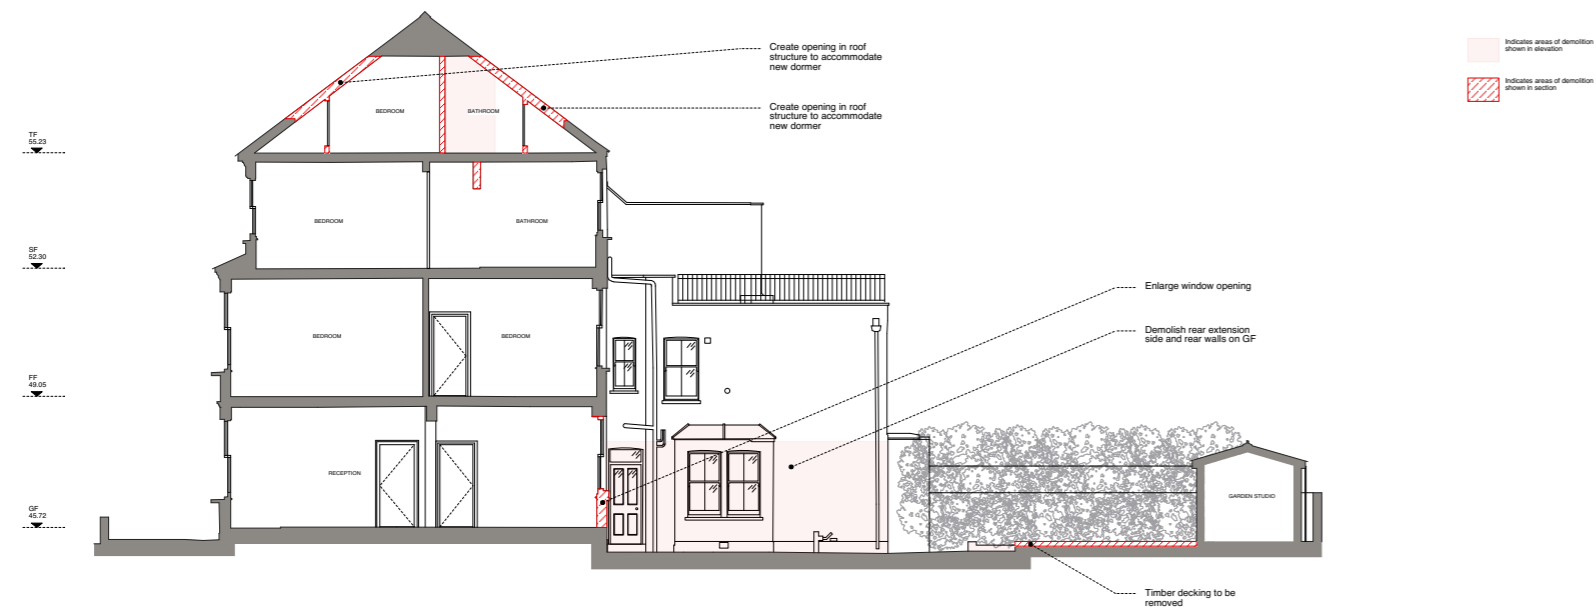 Create opening in roof
structure to accommodate
new dormer
Indicates areas of demolition
shown in elevation
Indicates areas of demolition
shown in section
Create opening in roof
structure to accommodate
new dormer
BEDROOM
BATHROOM
TF
55.23
BEDROOM
BATHROOM
SF
52.30
Enlarge window opening
BEDROOM
BEDROOM
Demolish rear extension
side and rear walls on GF
FF
49.05
RECEPTION
GARDEN STUDIO
GF
45.72
Timber decking to be
removed